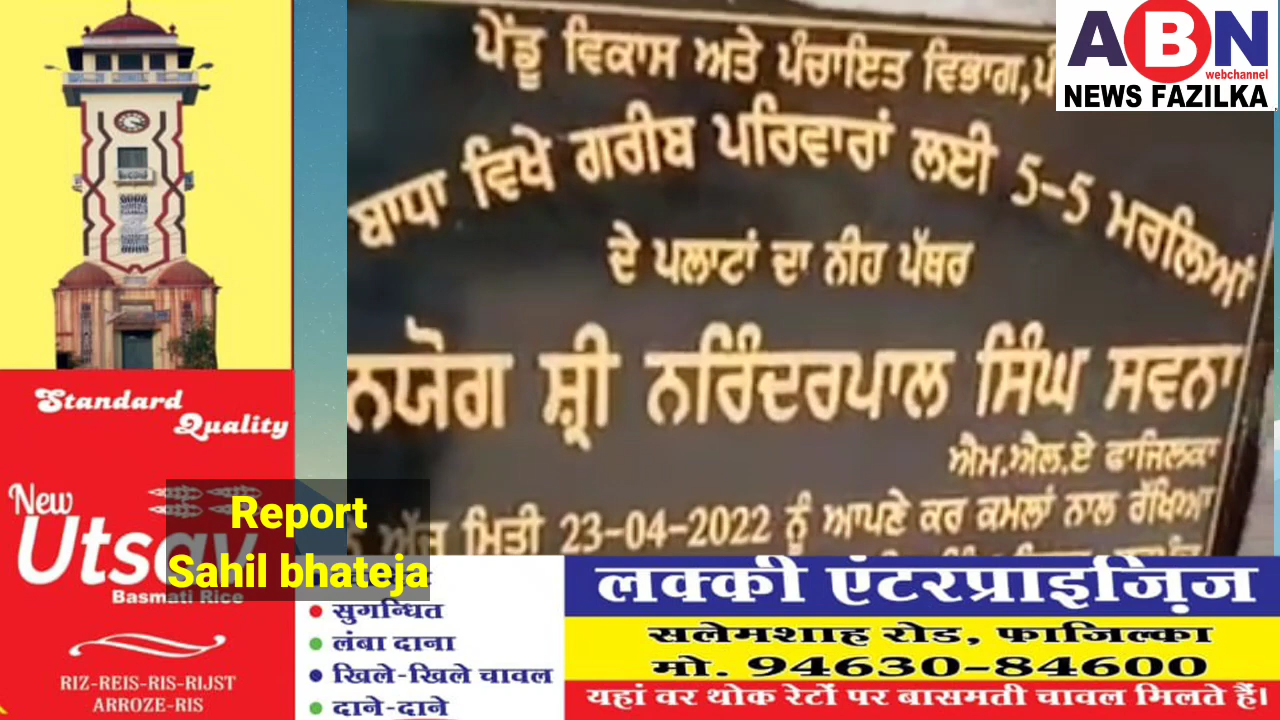 ABN
webchannel
NEWS FAZILKA
ਪੇਂਡੂ ਵਿਕਾਸ ਅਤੇ ਪੰਚਾਇਤ ਵਿਭਾਗ,
ਬਾਧਾ ਵਿਖੇ ਗਰੀਬ ਪਰਿਵਾਰਾਂ ਲਈ 5-5 ਮਰਲਿਆਂ
ਦੇ ਪਲਾਟਾਂ ਦਾ ਨੀਂਹ ਪੱਥਰ
ਨਯੋਗ ਸ਼੍ਰੀ ਨਰਿੰਦਰਪਾਲ ਸਿੰਘ ਸਵਨਾ
ਐਮ.ਐਲ.ਏ ਫਾਜਿਲਕਾ
ਅੱਜ ਮਿਤੀ 23-04-2022 ਨੂੰ ਆਪਣੇ ਕਰ ਕਮਲਾਂ ਨਾਲ ਰੱਖਿਆ
Standard
Quality
New
Utsav
Basmati Rice
RIZ-REIS-RIS-RIJST
ARROZE-RIS
Report
Sahil bhateja
सुगन्धित
लंबा दाना
खिले-खिले चावल
दाने-दाने
लक्की एंटरप्राइज़िज
सलेमशाह रोड, फाजिल्का
मो. 94630-84600
यहां वर थोक रेटों पर बासमती चावल मिलते हैं।